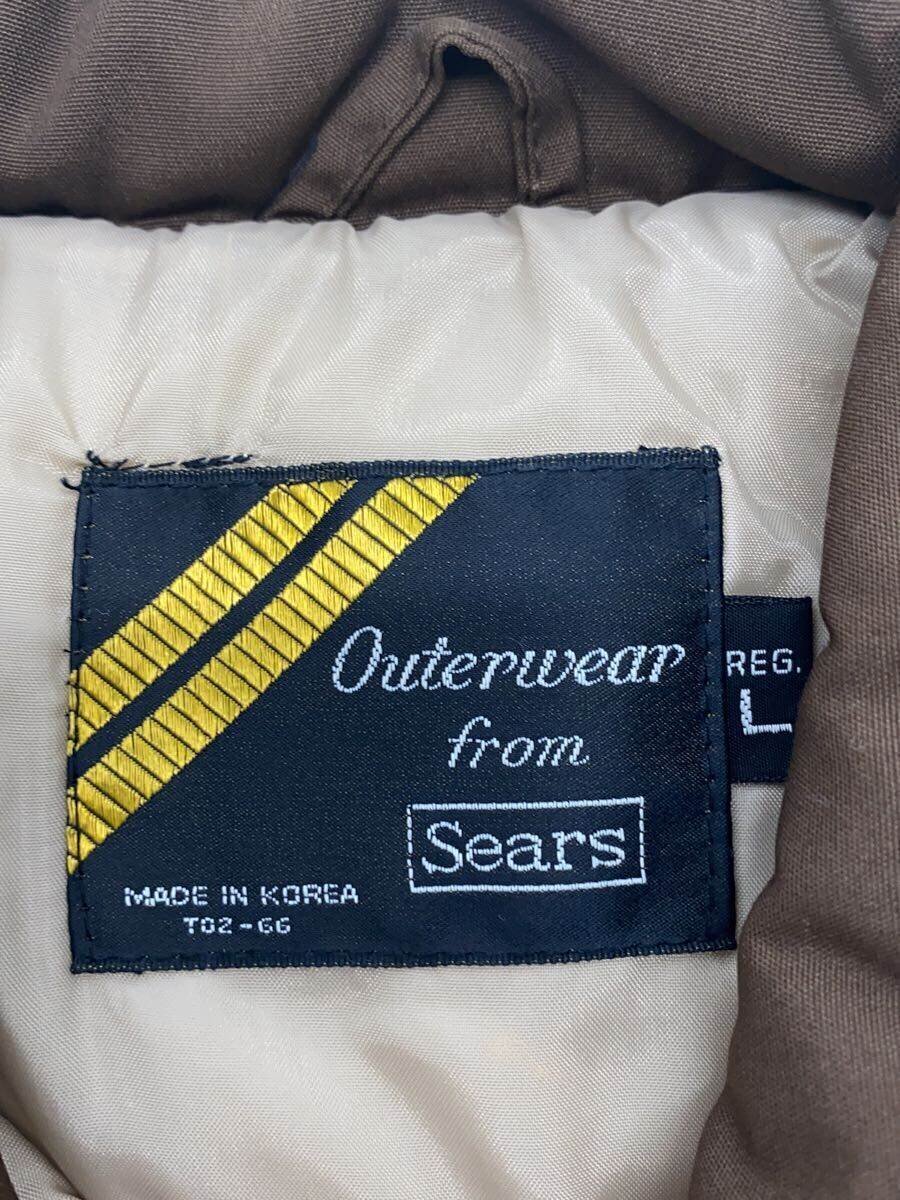 Outerwear
from
Sears
REG.
L
MADE IN KOREA
T02-66